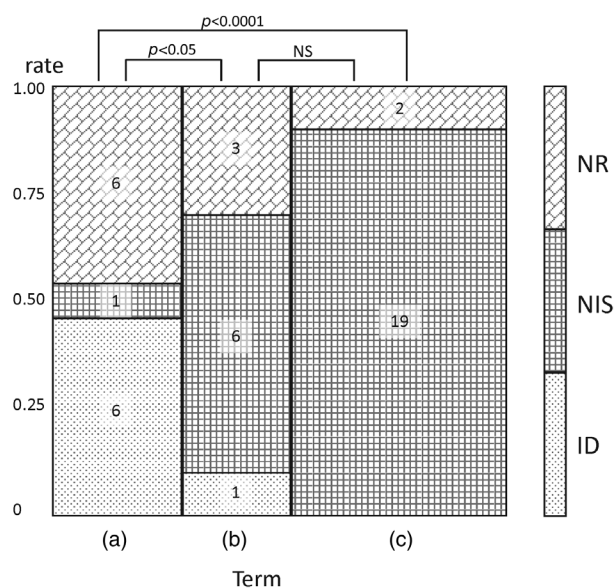 p<0.0001
p<0.05
NS
rate
1.00
0.75
0.50
0.25
0
6
1
6
3
6
1
2
19
NR
NIS
ID
(a)
(b)
(c)
Term